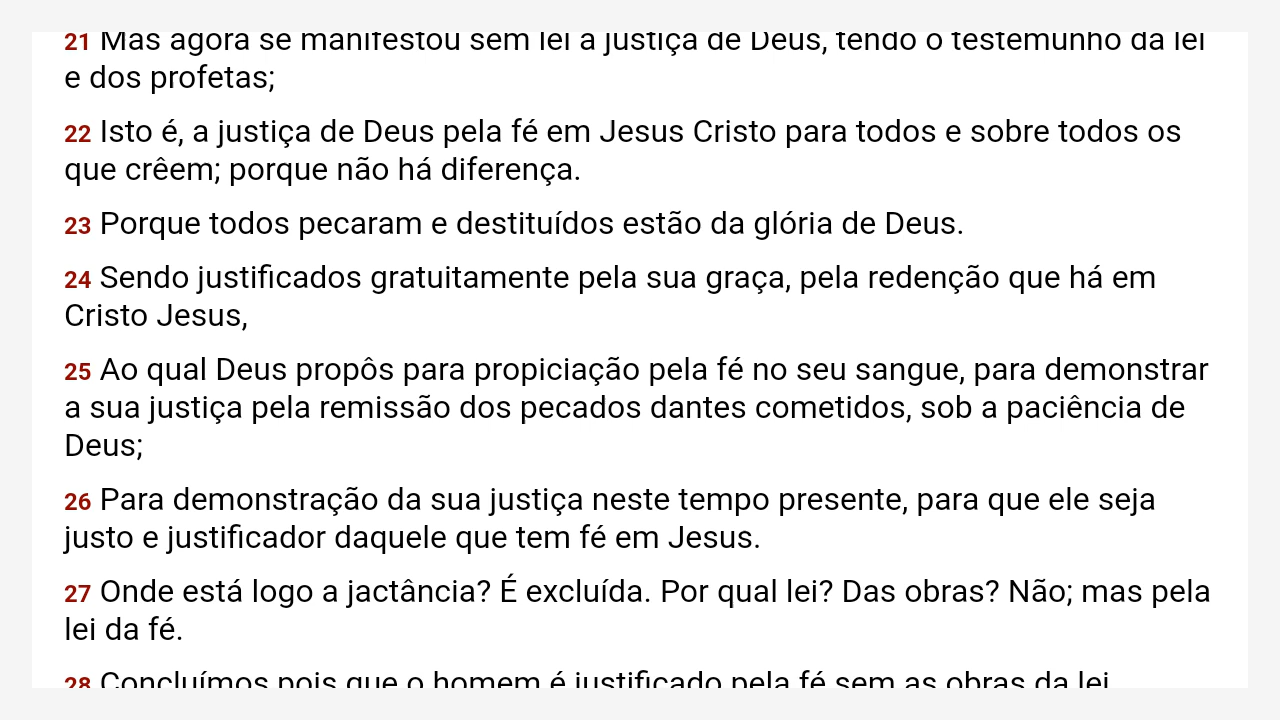 21 Mas agora se manifestou sem lei a justiça de Deus, tendo o testemunho da lei
e dos profetas;
22 Isto é, a justiça de Deus pela fé em Jesus Cristo para todos e sobre todos os
que crêem; porque não há diferença.
23 Porque todos pecaram e destituídos estão da glória de Deus.
24 Sendo justificados gratuitamente pela sua graça, pela redenção que há em
Cristo Jesus,
25 Ao qual Deus propôs para propiciação pela fé no seu sangue, para demonstrar
a sua justiça pela remissão dos pecados dantes cometidos, sob a paciência de
Deus;
26 Para demonstração da sua justiça neste tempo presente, para que ele seja
justo e justificador daquele que tem fé em Jesus.
27 Onde está logo a jactância? É excluída. Por qual lei? Das obras? Não; mas pela
lei da fé.
28 Concluímos pois que o homem é justificado pela fé sem as obras da lei